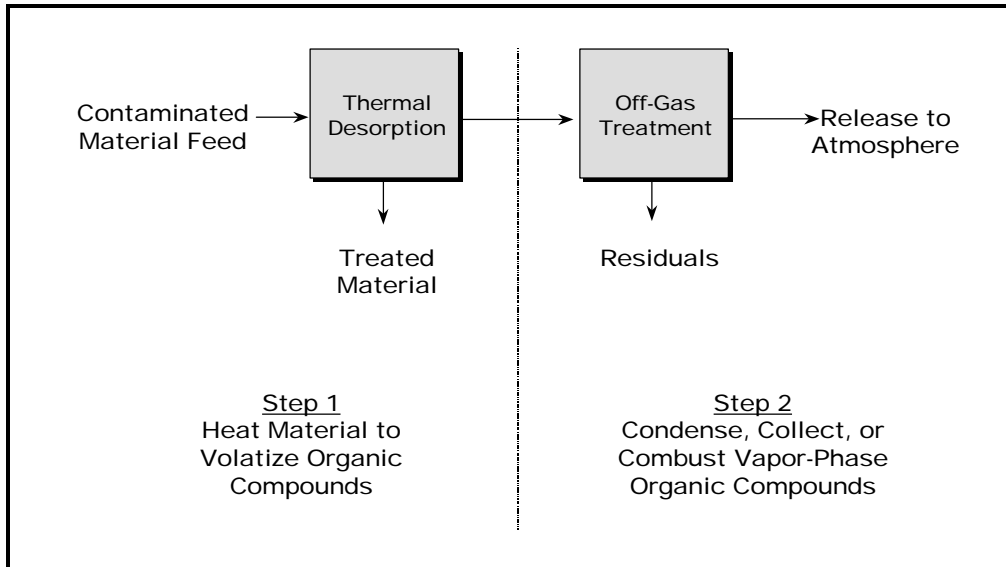 Contaminated
Material Feed
Thermal
Desorption
Off-Gas
Treatment
Release to
Atmosphere
Treated
Material
Residuals
Step 1
Heat Material to
Volatize Organic
Compounds
Step 2
Condense, Collect, or
Combust Vapor-Phase
Organic Compounds